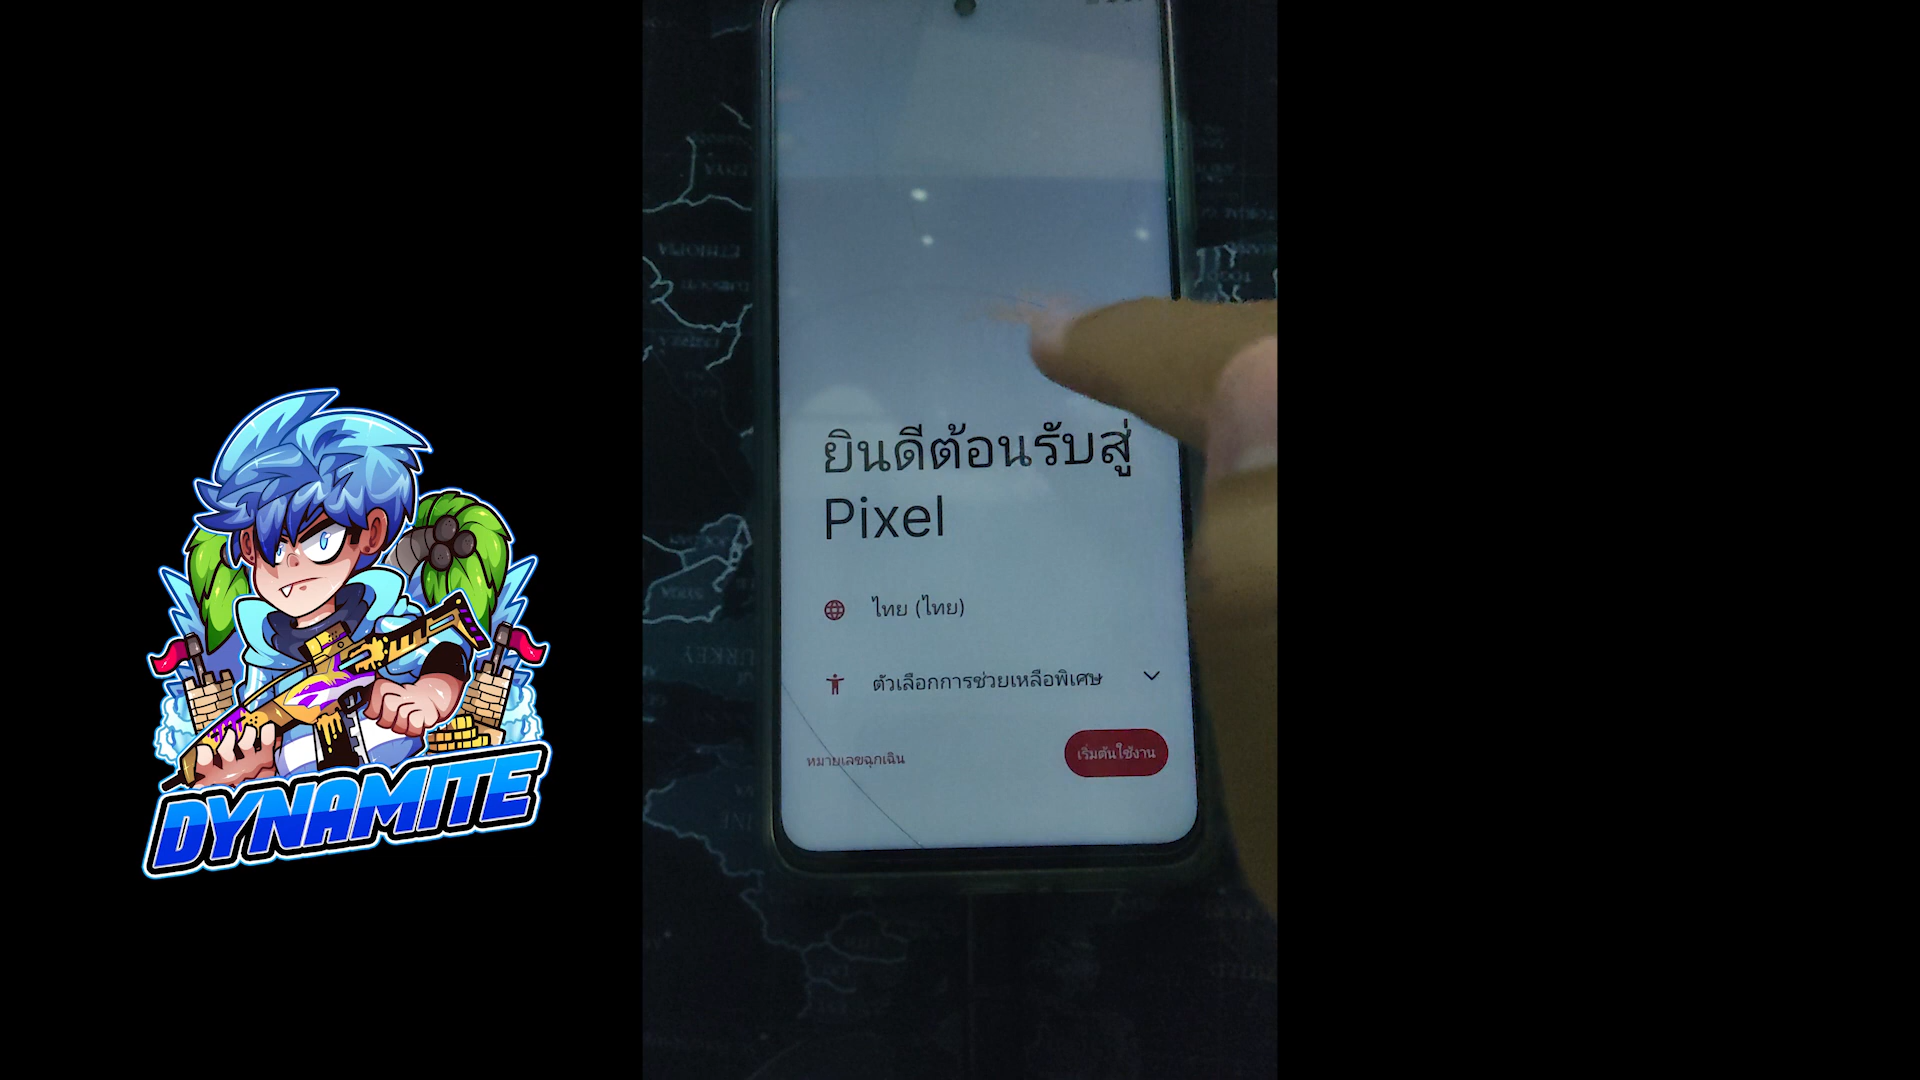 ยินดีต้อนรับสู่
Pixel
ไทย (ไทย)
ตัวเลือกการช่วยเหลือพิเศษ
หมายเลขฉุกเฉิน
เริ่มต้นใช้งาน
DYNAMITE
ETHIOPIA
TURKEY